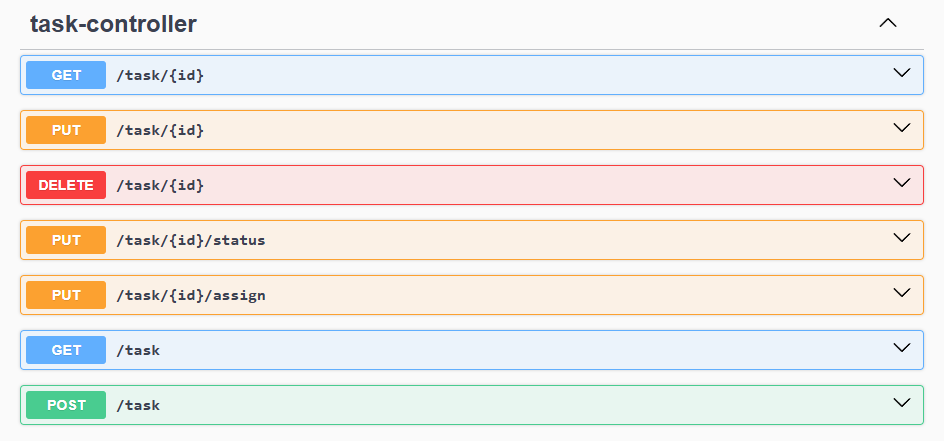 task-controller
GET /task/{id}
PUT /task/{id}
DELETE /task/{id}
PUT /task/{id}/status
PUT /task/{id}/assign
GET /task
POST /task